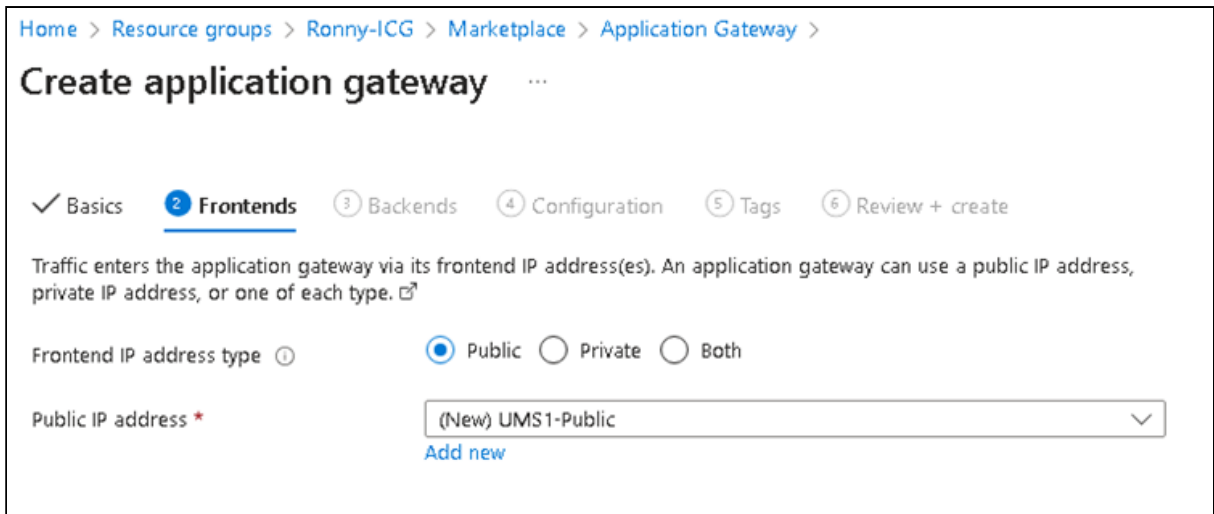 Home > Resource groups > Ronny-ICG > Marketplace > Application Gateway >
Create application gateway ...
Basics 2 Frontends 3 Backends 4 Configuration 5 Tags 6 Review + create
Traffic enters the application gateway via its frontend IP address(es). An application gateway can use a public IP address,
private IP address, or one of each type.
Frontend IP address type Public Private Both
Public IP address * (New) UMS1-Public
Add new